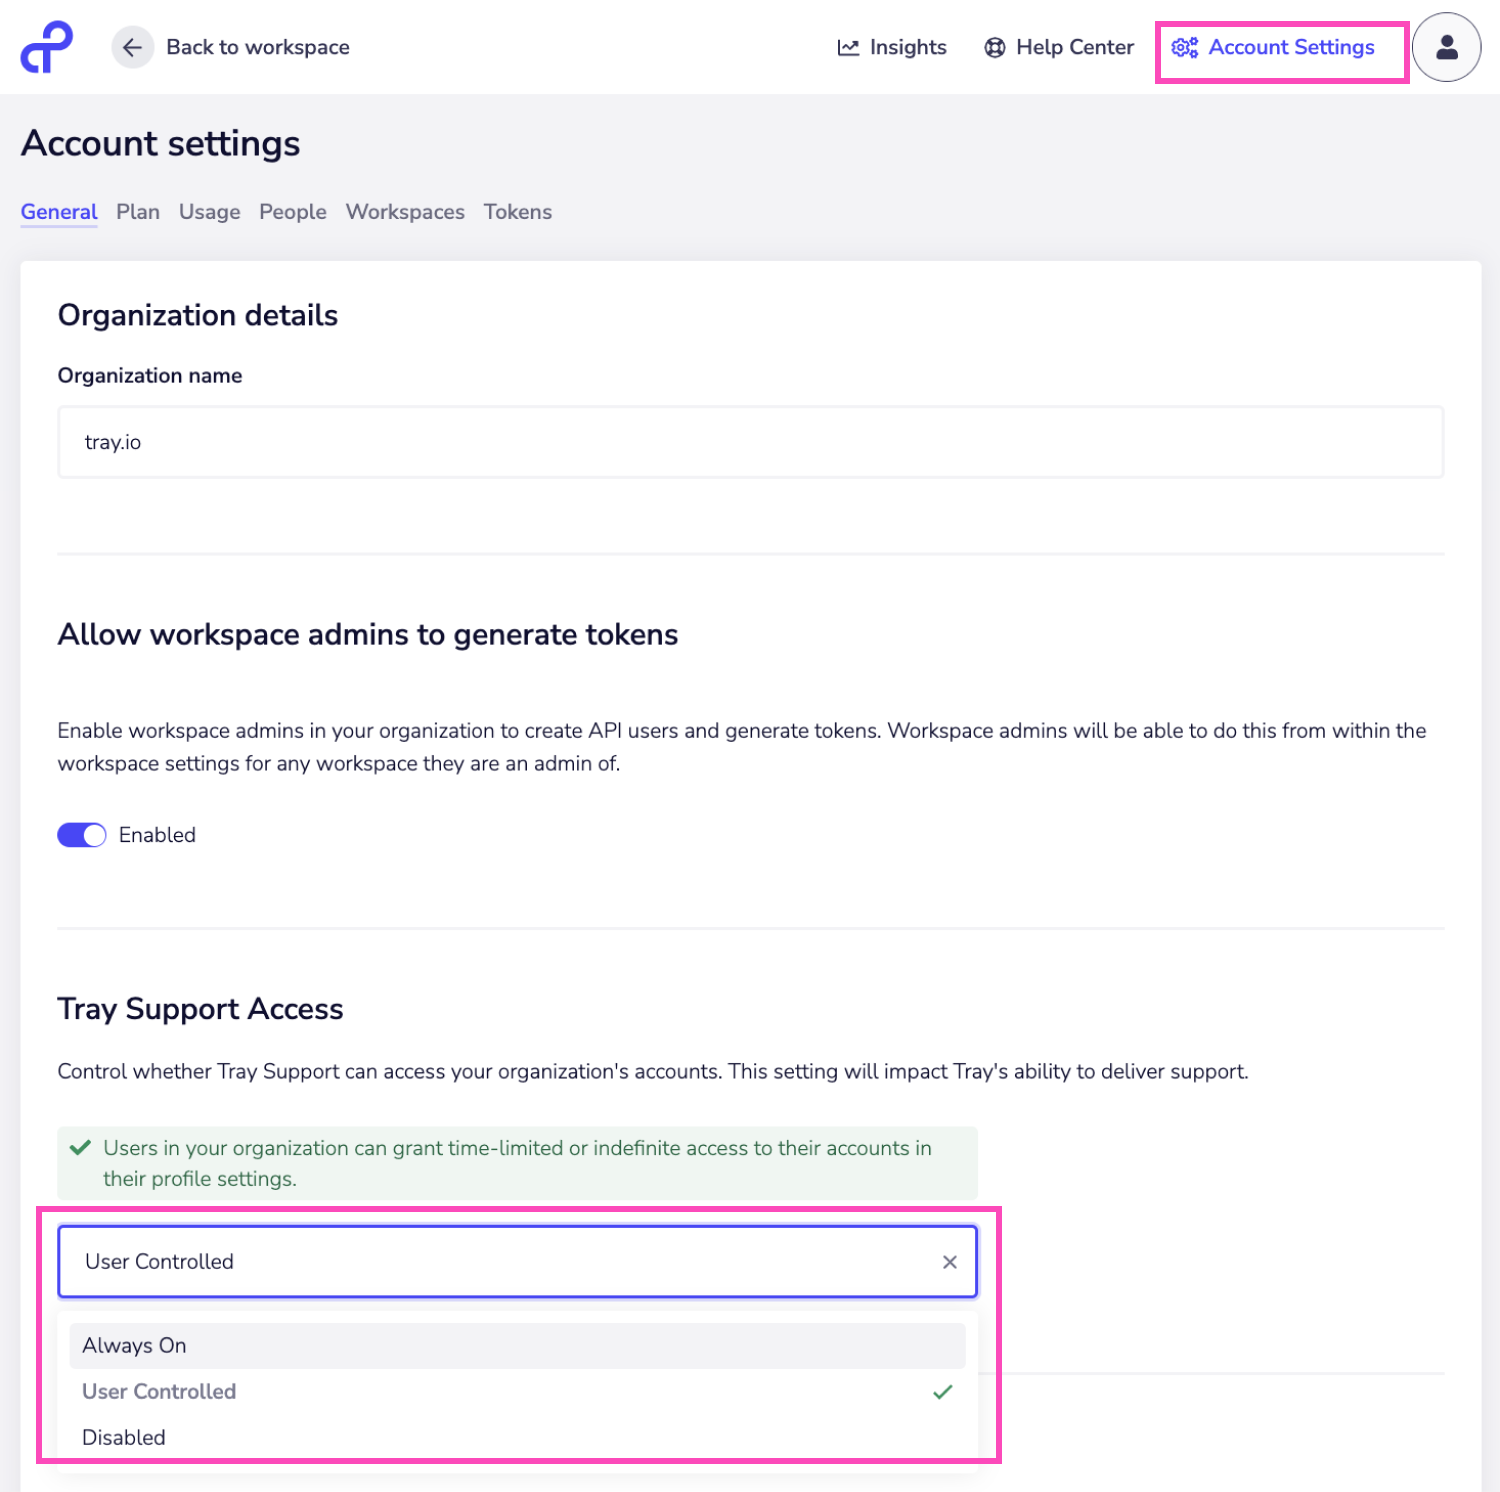 Back to workspace
Insights
Help Center
Account Settings
Account settings
General
Plan
Usage
People
Workspaces
Tokens
Organization details
Organization name
tray.io
Allow workspace admins to generate tokens
Enable workspace admins in your organization to create API users and generate tokens. Workspace admins will be able to do this from within the
workspace settings for any workspace they are an admin of.
Enabled
Tray Support Access
Control whether Tray Support can access your organization's accounts. This setting will impact Tray's ability to deliver support.
Users in your organization can grant time-limited or indefinite access to their accounts in
their profile settings.
User Controlled
Always On
User Controlled
Disabled